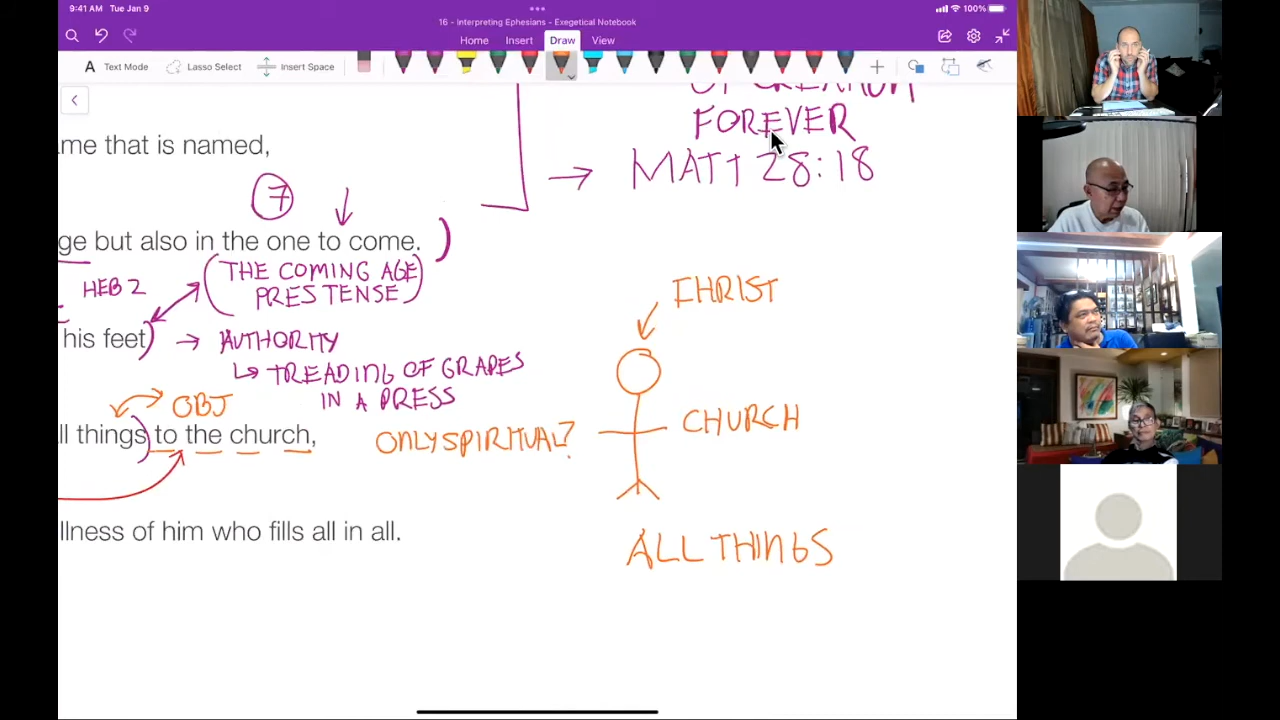 9:41 AM Tue Jan 9
100%
16 - Interpreting Ephesians - Exegetical Notebook
Home Insert Draw View
A Text Mode Lasso Select Insert Space
OF CREATION
FOREVER
ame that is named,
→ MATT 28:18
7
ge but also in the one to come.
HEB 2
(THE COMING AGE
PRES TENSE)
CHRIST
his feet) → AUTHORITY
↳ TREADING OF GRAPES
IN A PRESS
OBJ
ll things) to the church,
ONLY SPIRITUAL?
CHURCH
llness of him who fills all in all.
ALL THINGS